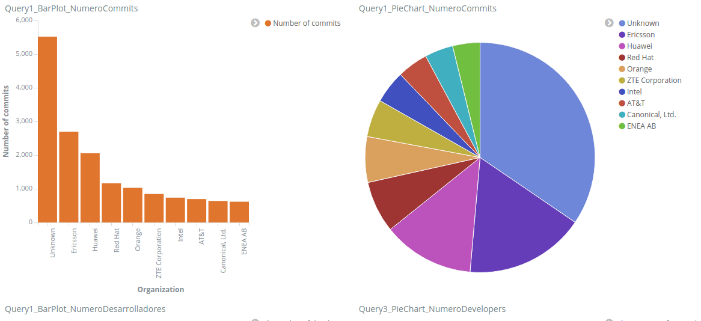 Query1_BarPlot_NumeroCommits
Number of commits
6,000
5,000
4,000
3,000
2,000
1,000
0
Number of commits
Unknown
Ericsson
Huawei
Red Hat
Orange
ZTE Corporation
Intel
AT&T
Canonical, Ltd.
ENEA AB
Organization
Query1_PieChart_NumeroCommits
Unknown
Ericsson
Huawei
Red Hat
Orange
ZTE Corporation
Intel
AT&T
Canonical, Ltd.
ENEA AB
Query1_BarPlot_NumeroDesarrolladores
Query3_PieChart_NumeroDevelopers